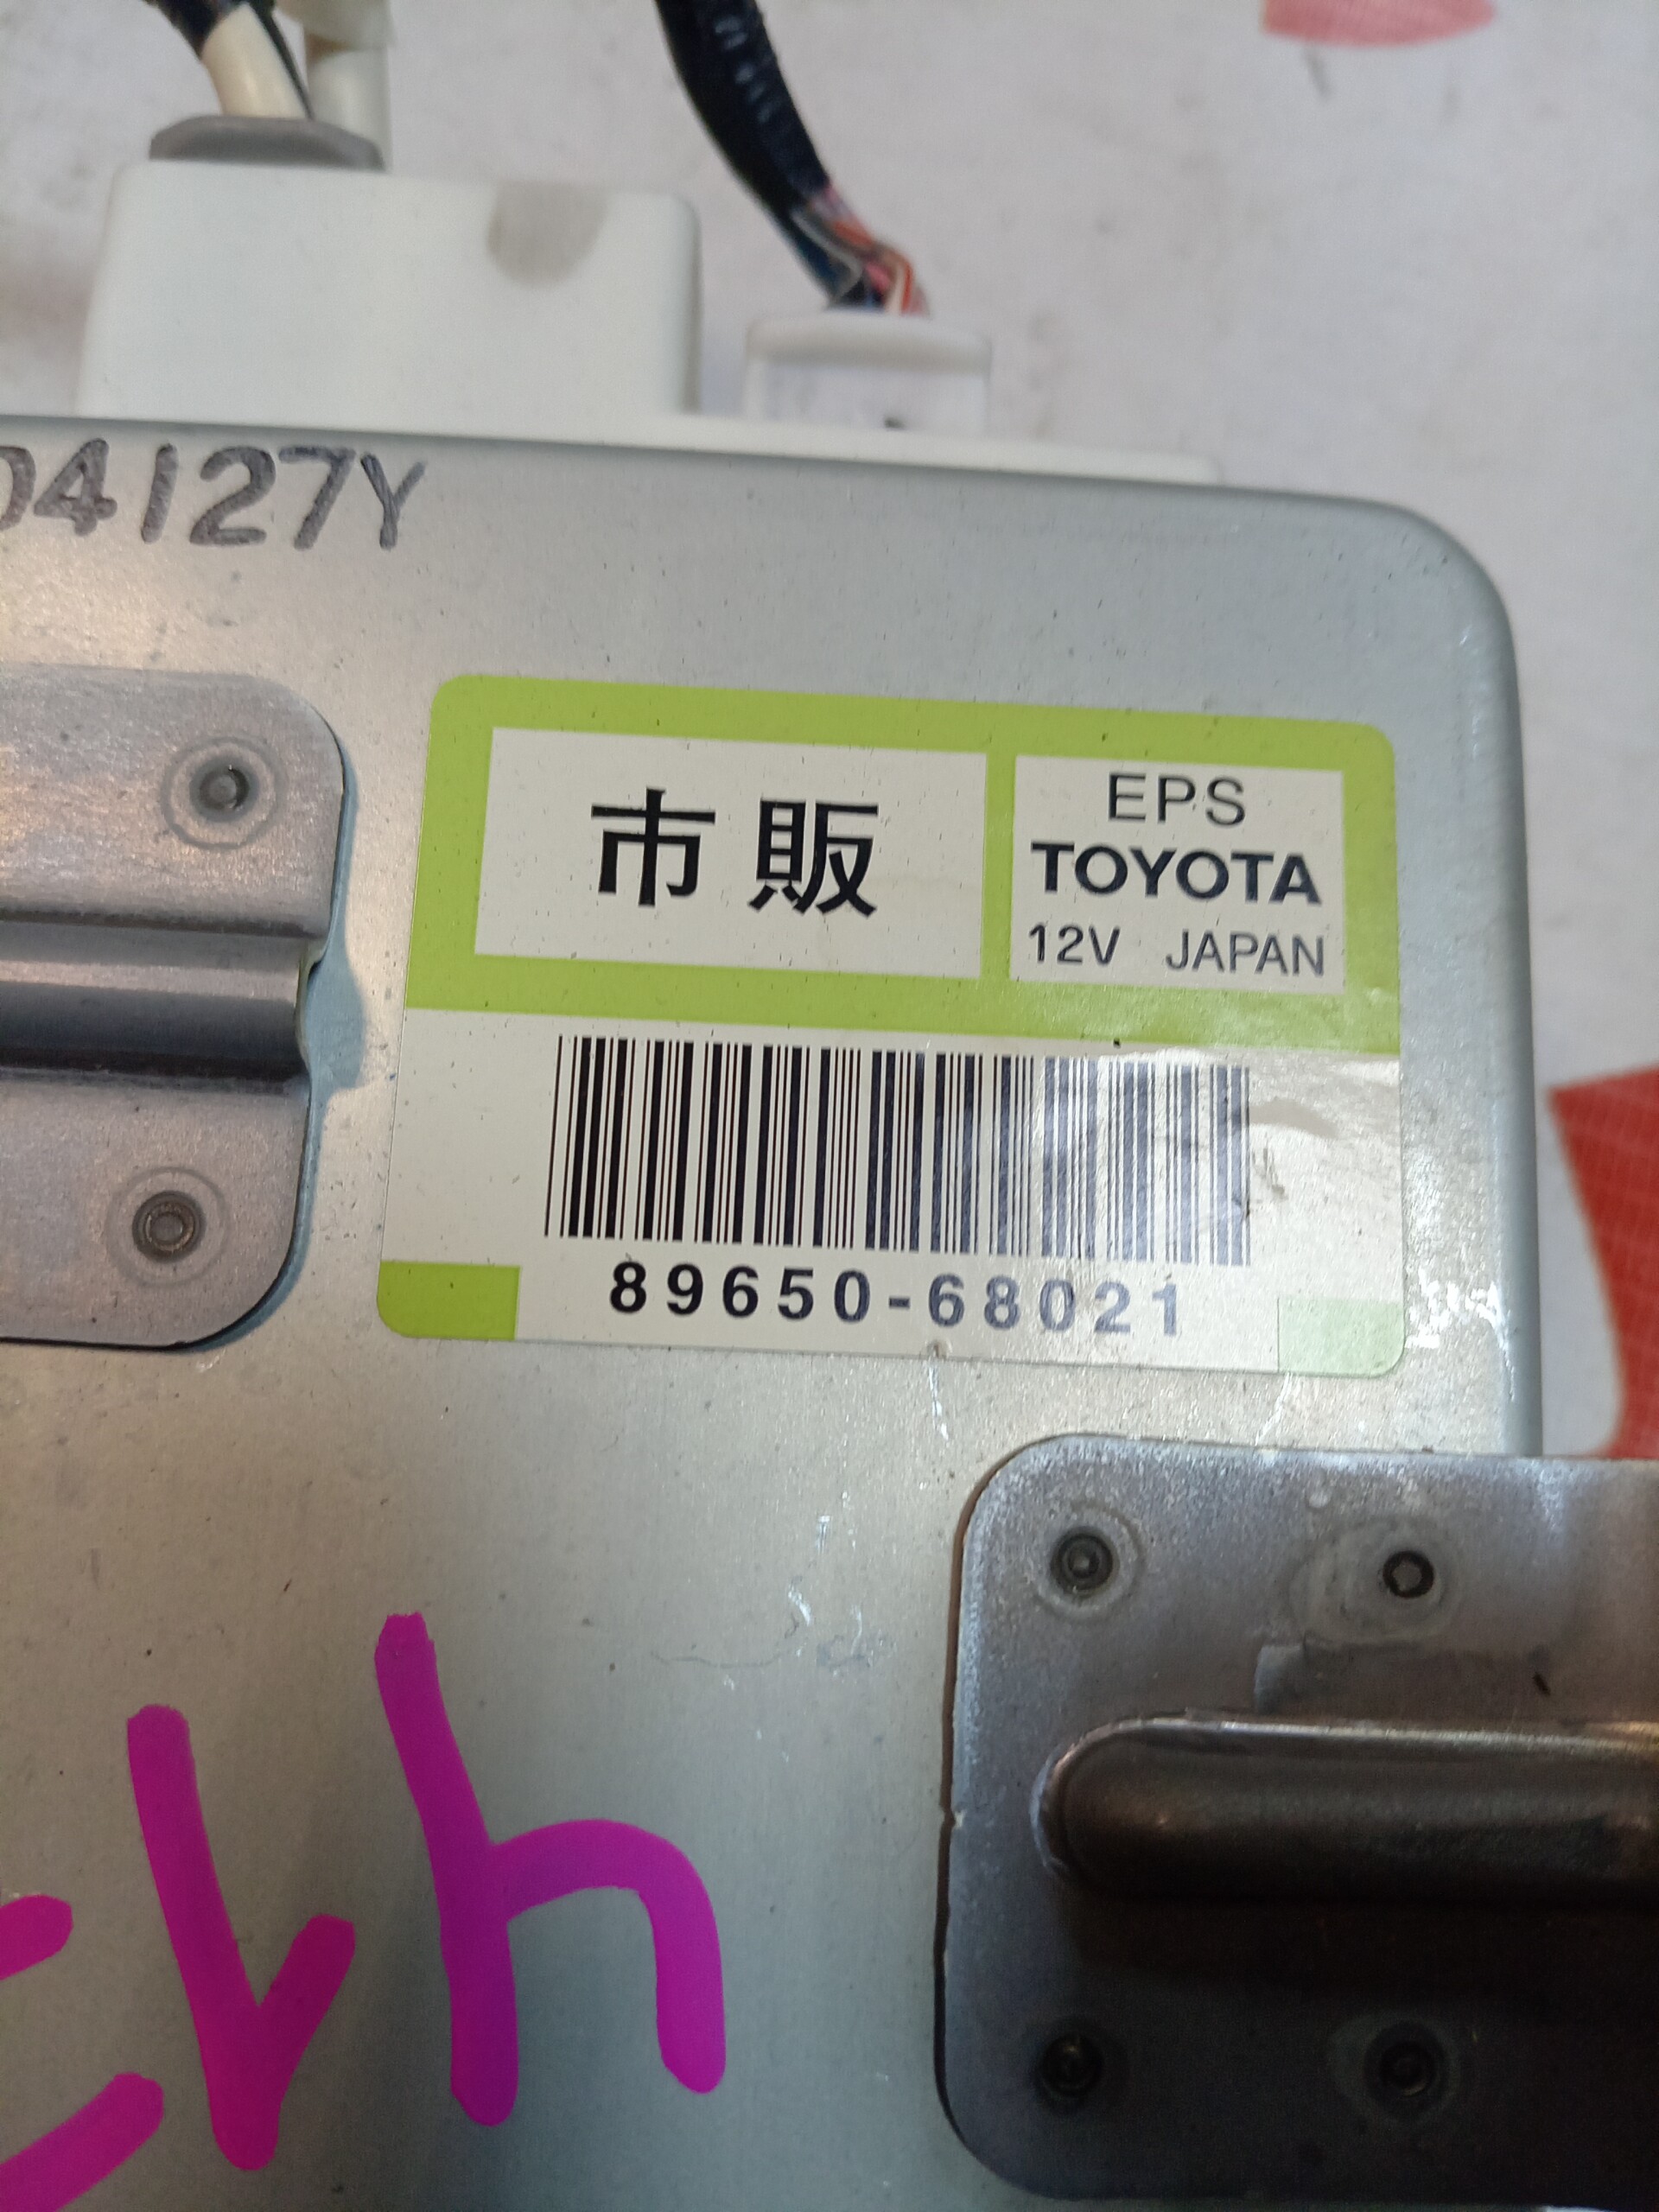 04127Y
市販
EPS
TOYOTA
12V JAPAN
89650-68021